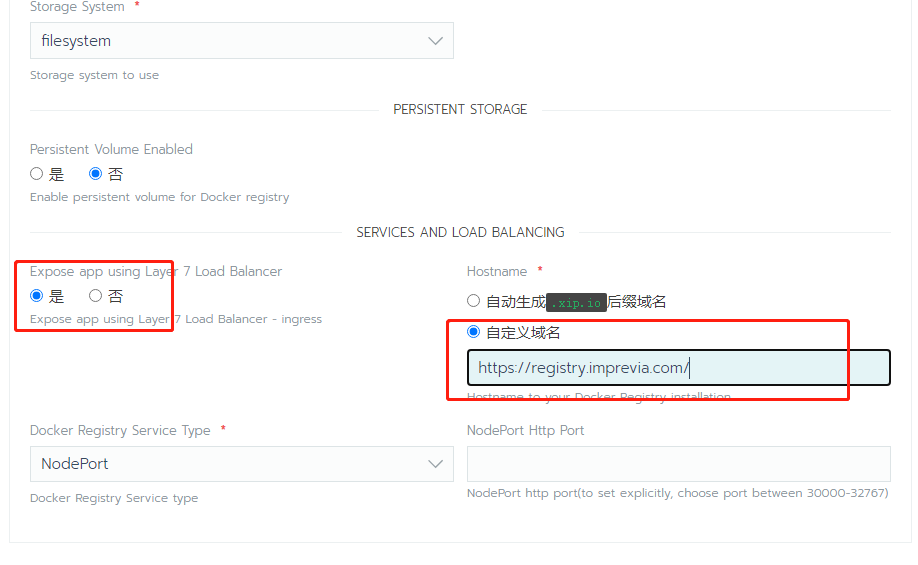 Storage System *
filesystem
Storage system to use
PERSISTENT STORAGE
Persistent Volume Enabled
是 否
Enable persistent volume for Docker registry
SERVICES AND LOAD BALANCING
Expose app using Layer 7 Load Balancer
是 否
Expose app using Layer 7 Load Balancer - ingress
Hostname *
自动生成 .xip.io 后缀域名
自定义域名
https://registry.imprevia.com/
Hostname to your Docker Registry installation
Docker Registry Service Type *
NodePort
Docker Registry Service type
NodePort Http Port
NodePort http port(to set explicitly, choose port between 30000-32767)